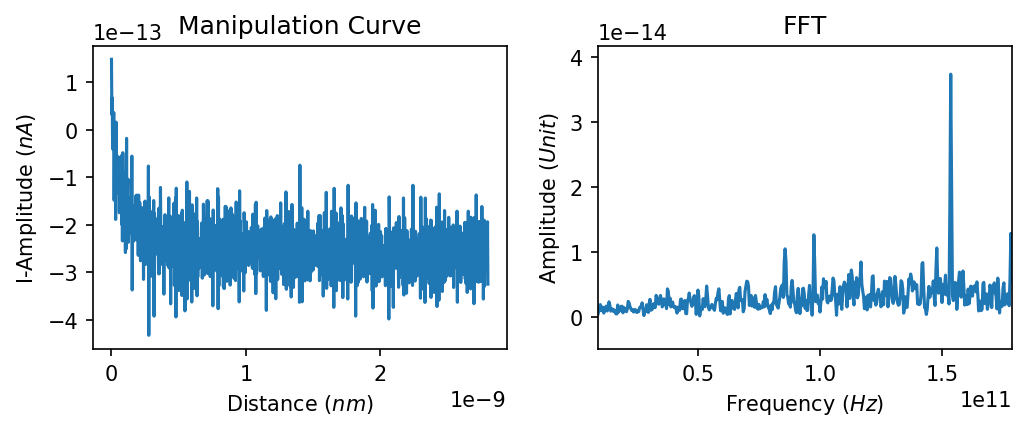 Manipulation Curve
1e−13
1
0
−1
−2
−3
−4
I-Amplitude (nA)
0
1
2
1e−9
Distance (nm)
FFT
1e−14
4
3
2
1
0
Amplitude (Unit)
0.5
1.0
1.5
1e11
Frequency (Hz)